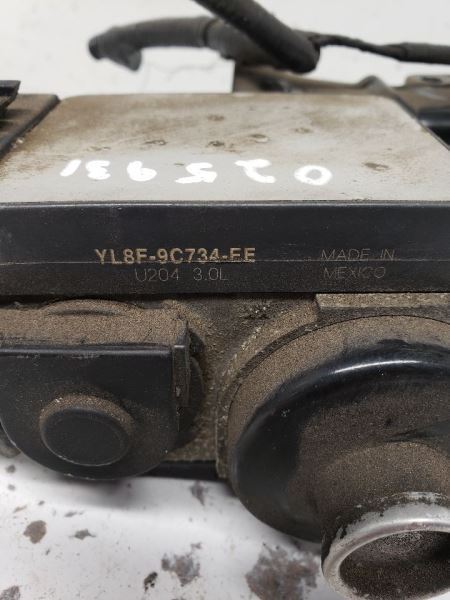 025931
YL8F-9C734-EE
U204 3.0L
MADE IN
MEXICO